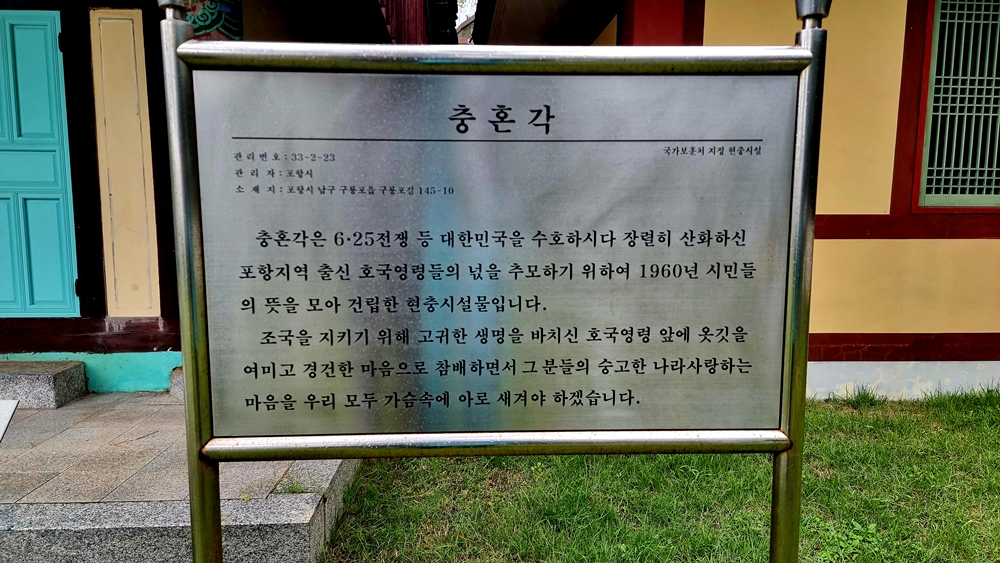 충혼각
관리번호 : 33-2-23
국가보훈처 지정 현충시설
관 리 자 : 포항시
소 재 지 : 포항시 남구 구룡포읍 구룡포길 145-10
충혼각은 6·25전쟁 등 대한민국을 수호하시다 장렬히 산화하신
포항지역 출신 호국영령들의 넋을 추모하기 위하여 1960년 시민들
의 뜻을 모아 건립한 현충시설물입니다.
조국을 지키기 위해 고귀한 생명을 바치신 호국영령 앞에 옷깃을
여미고 경건한 마음으로 참배하면서 그분들의 숭고한 나라사랑하는
마음을 우리 모두 가슴속에 아로 새겨야 하겠습니다.